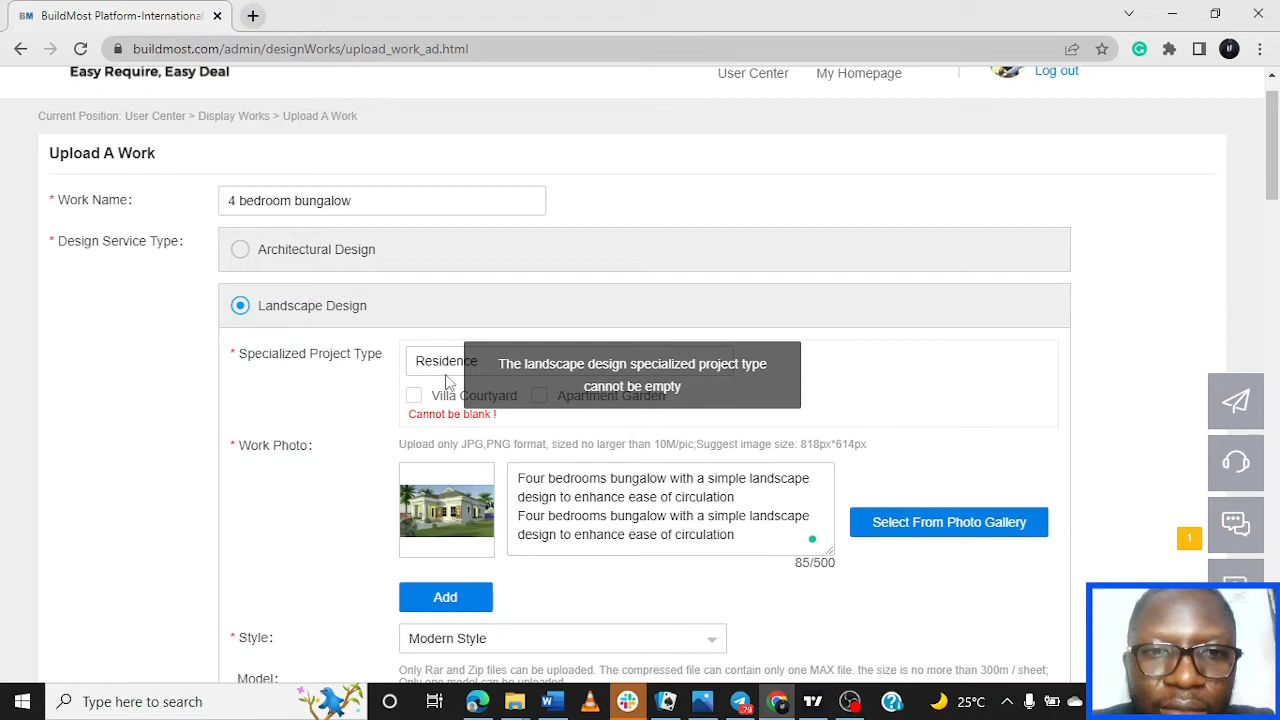 BM BuildMost Platform-International
buildmost.com/admin/designWorks/upload_work_ad.html
Easy Require, Easy Deal
User Center
My Homepage
Log out
Current Position: User Center > Display Works > Upload A Work
Upload A Work
* Work Name:
4 bedroom bungalow
* Design Service Type:
Architectural Design
Landscape Design
* Specialized Project Type
Residence
The landscape design specialized project type
cannot be empty
Villa Courtyard
Apartment Garden
Cannot be blank !
* Work Photo:
Upload only JPG,PNG format, sized no larger than 10M/pic;Suggest image size: 818px*614px
Four bedrooms bungalow with a simple landscape
design to enhance ease of circulation
Four bedrooms bungalow with a simple landscape
design to enhance ease of circulation
Select From Photo Gallery
85/500
1
Add
* Style:
Modern Style
Model:
Only Rar and Zip files can be uploaded. The compressed file can contain only one MAX file. the size is no more than 300m / sheet;
Only one model can be uploaded.
Type here to search
79
25°C